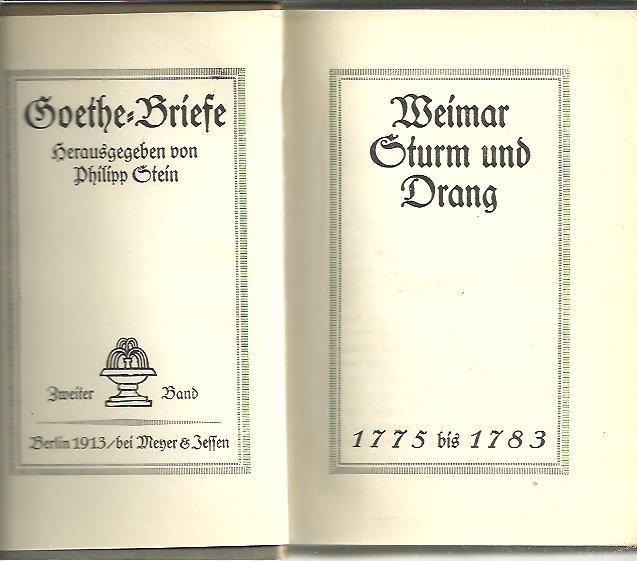 Goethe-Briefe
Herausgegeben von
Philipp Stein
Zweiter Band
Berlin 1913/bei Meyer & Jessen
Weimar
Sturm und
Drang
1775 bis 1783